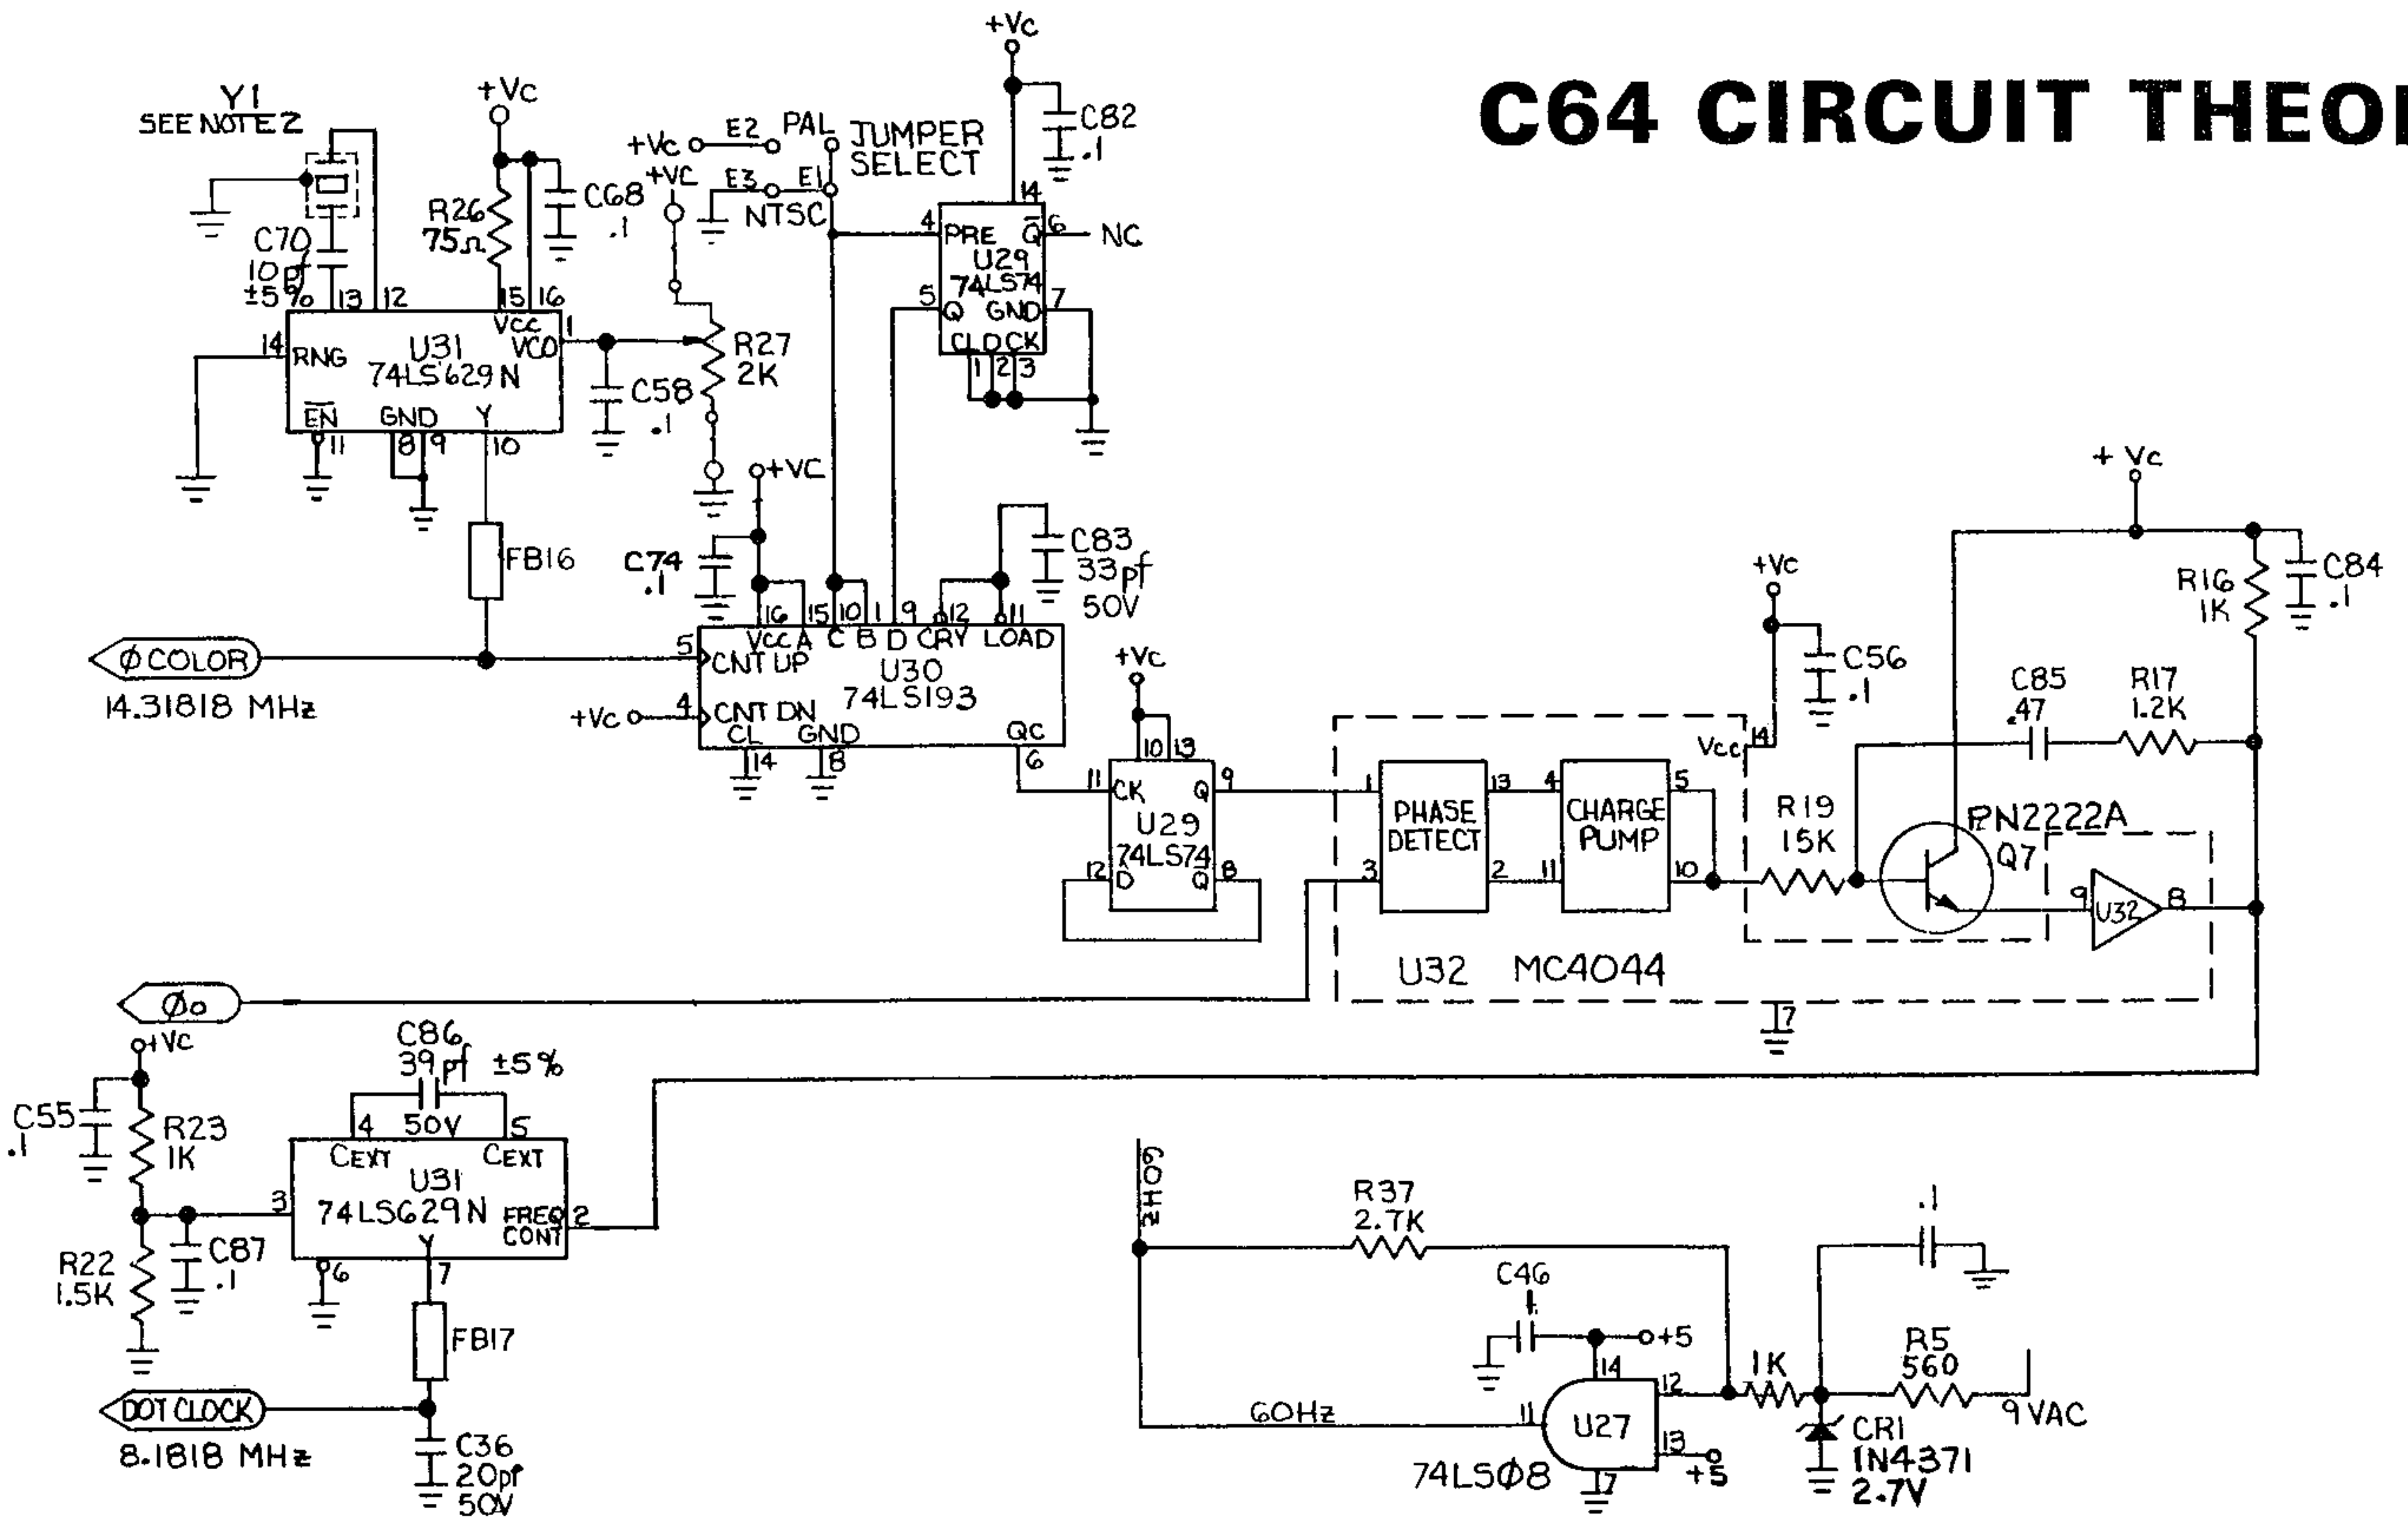 C64 CIRCUIT THEO
Y1
SEE NOTE 2
C70
10pf
±5%
13
12
+Vc
R26
75Ω
C68
.1
15
16
14
RNG
Vcc
VCO
1
U31
74LS629N
EN
GND
Y
11
8
9
10
C58
.1
R27
2K
+VC
+Vc
E2
PAL
E3
E1
NTSC
JUMPER
SELECT
+Vc
C82
.1
14
4
PRE
Q
6
NC
U29
74LS74
5
Q
GND
7
CL
D
CK
1
2
3
FB16
ØCOLOR
14.31818 MHz
+VC
C74
.1
C83
33pf
50V
16
15
10
1
9
12
11
Vcc
A
C
B
D
CRY
LOAD
5
CNT UP
U30
74LS193
+Vc
4
CNT DN
CL
GND
QC
14
8
6
+Vc
10
13
11
CK
Q
9
U29
74LS74
12
D
Q
8
1
3
PHASE
DETECT
13
2
4
11
CHARGE
PUMP
5
10
Vcc
14
+Vc
C56
.1
R19
15K
U32 MC4044
7
+Vc
C85
.47
R17
1.2K
R16
1K
C84
.1
PN2222A
Q7
9
U32
8
Øo
+Vc
C55
.1
R23
1K
R22
1.5K
C87
.1
C86
39pf ±5%
50V
4
5
CEXT
CEXT
3
U31
74LS629N
FREQ
CONT
2
Y
6
7
FB17
DOT CLOCK
8.1818 MHz
C36
20pf
50V
60Hz
R37
2.7K
C46
+5
14
12
11
60Hz
U27
13
+5
74LSØ8
7
1K
.1
R5
560
9VAC
CR1
1N4371
2.7V